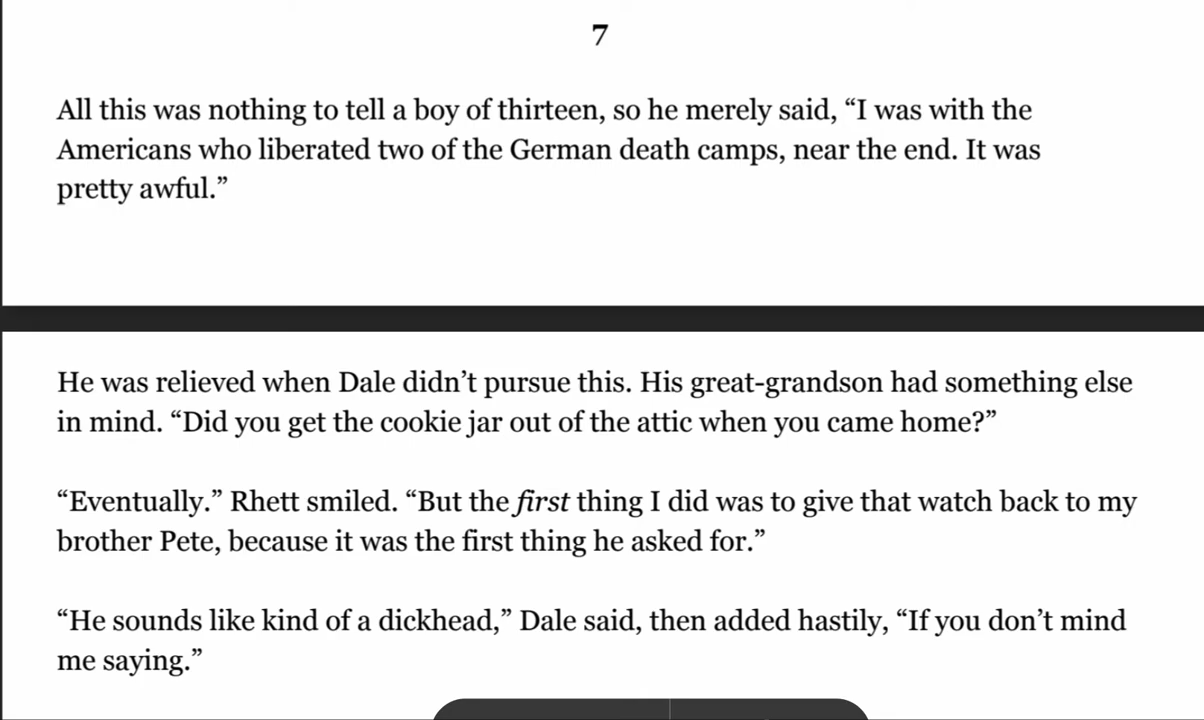 7
All this was nothing to tell a boy of thirteen, so he merely said, “I was with the
Americans who liberated two of the German death camps, near the end. It was
pretty awful.”
He was relieved when Dale didn’t pursue this. His great-grandson had something else
in mind. “Did you get the cookie jar out of the attic when you came home?”
“Eventually.” Rhett smiled. “But the first thing I did was to give that watch back to my
brother Pete, because it was the first thing he asked for.”
“He sounds like kind of a dickhead,” Dale said, then added hastily, “If you don’t mind
me saying.”